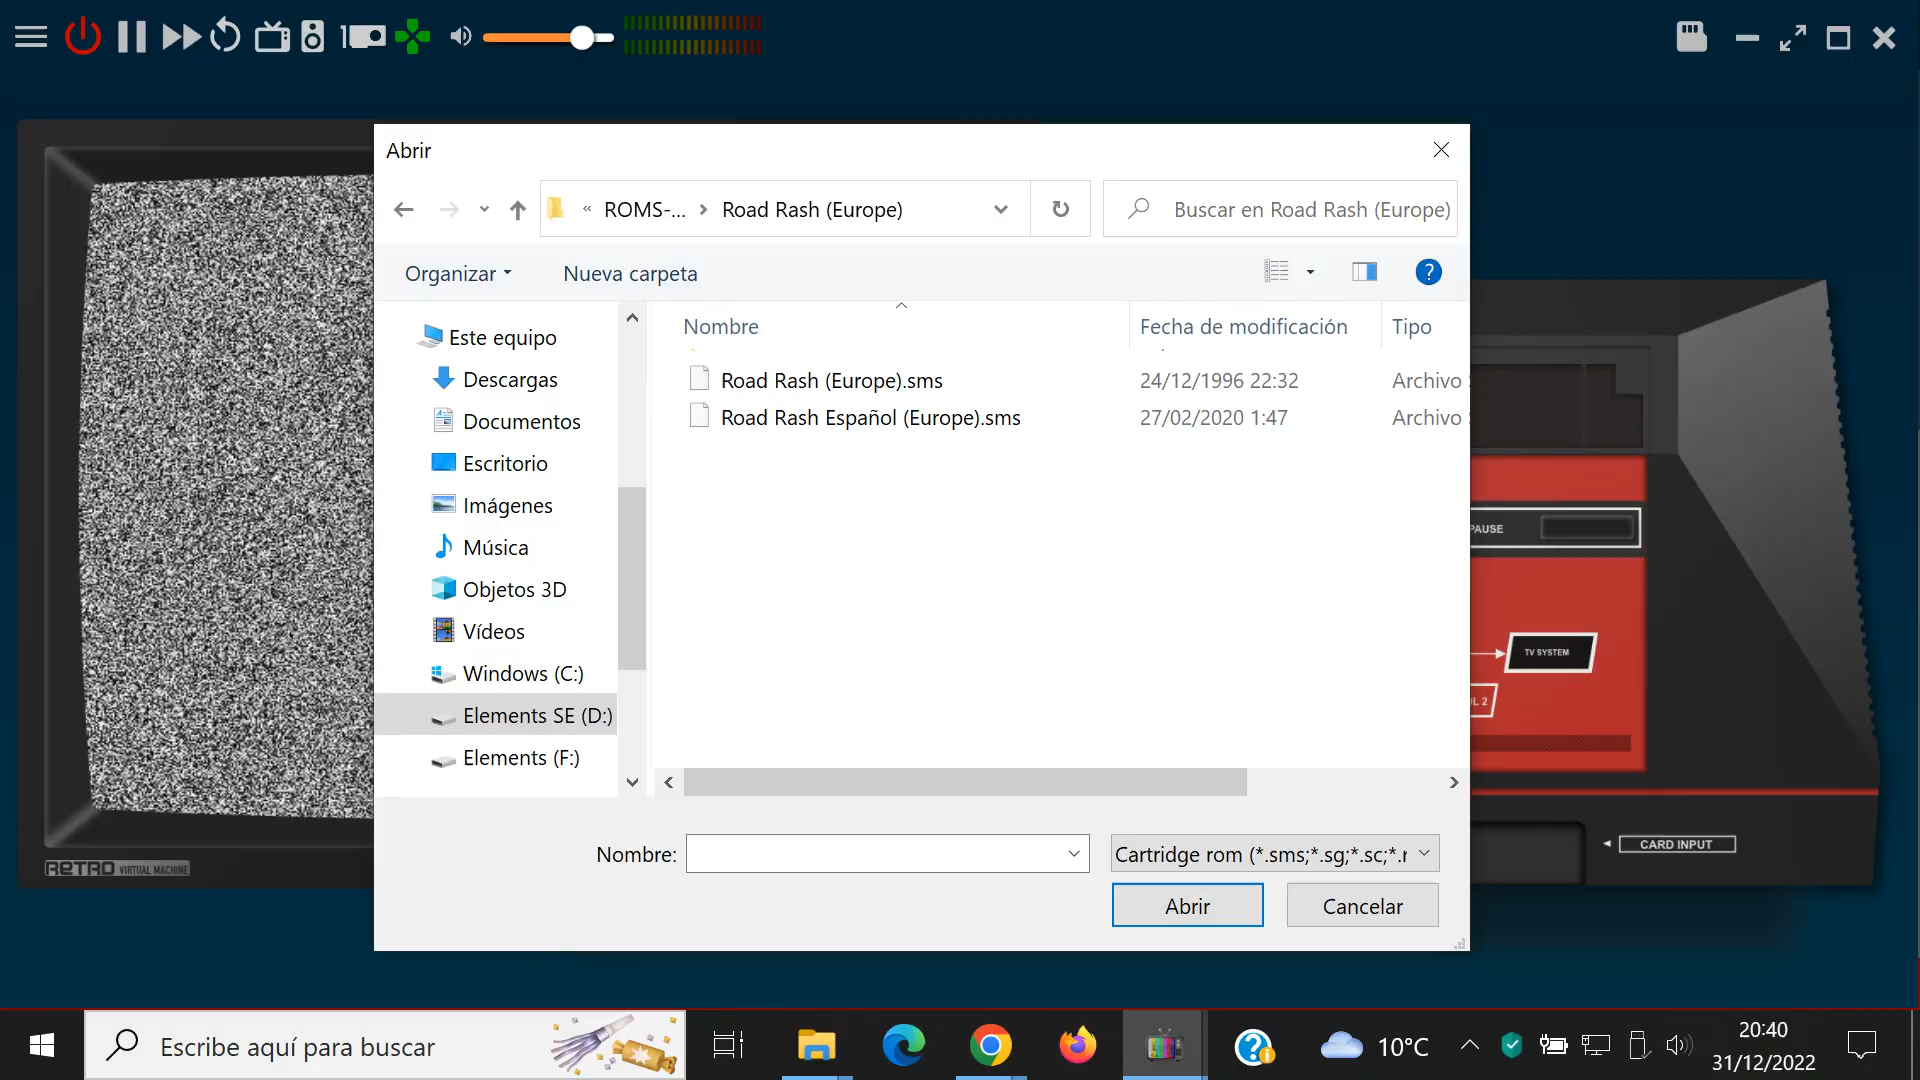 Abrir
« ROMS-... > Road Rash (Europe)
Buscar en Road Rash (Europe)
Organizar
Nueva carpeta
Nombre
Fecha de modificación
Tipo
Road Rash (Europe).sms
24/12/1996 22:32
Archivo
Road Rash Español (Europe).sms
27/02/2020 1:47
Archivo
Este equipo
Descargas
Documentos
Escritorio
Imágenes
Música
Objetos 3D
Vídeos
Windows (C:)
Elements SE (D:)
Elements (F:)
Nombre:
Cartridge rom (*.sms;*.sg;*.sc;*.r
Abrir
Cancelar
PAUSE
TV SYSTEM
L 2
CARD INPUT
RETRO VIRTUAL MACHINE
Escribe aquí para buscar
10°C
20:40
31/12/2022